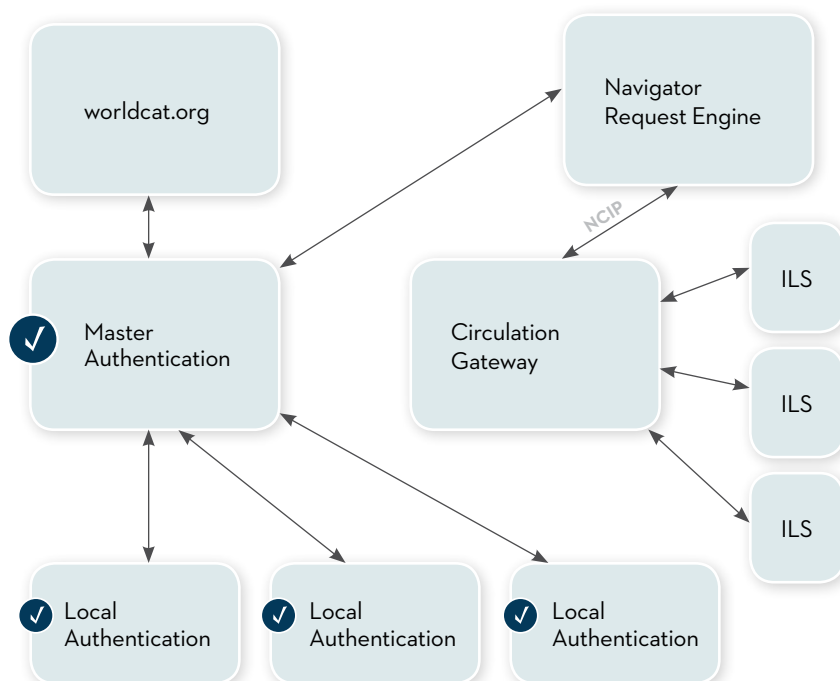 worldcat.org
Navigator
Request Engine
NCIP
ILS
Master
Authentication
Circulation
Gateway
ILS
ILS
Local
Authentication
Local
Authentication
Local
Authentication